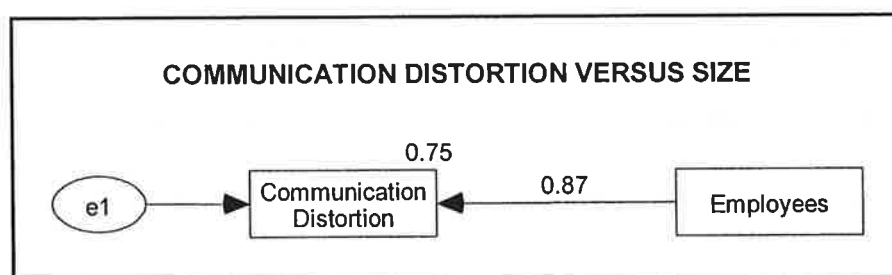 COMMUNICATION DISTORTION VERSUS SIZE
0.75
e1
Communication
Distortion
0.87
Employees